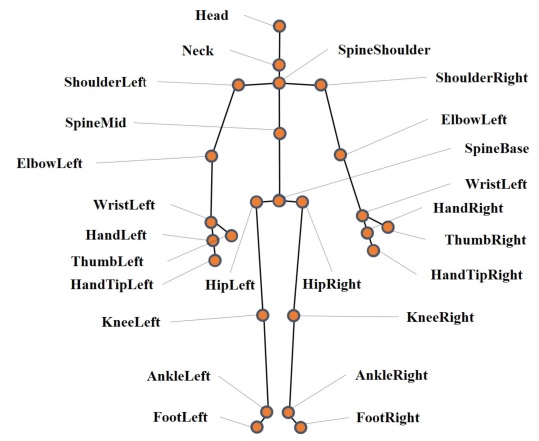 Head
Neck
SpineShoulder
ShoulderLeft
ShoulderRight
SpineMid
ElbowLeft
ElbowLeft
SpineBase
WristLeft
WristLeft
HandRight
HandLeft
ThumbRight
ThumbLeft
HandTipRight
HandTipLeft
HipLeft
HipRight
KneeLeft
KneeRight
AnkleLeft
AnkleRight
FootLeft
FootRight